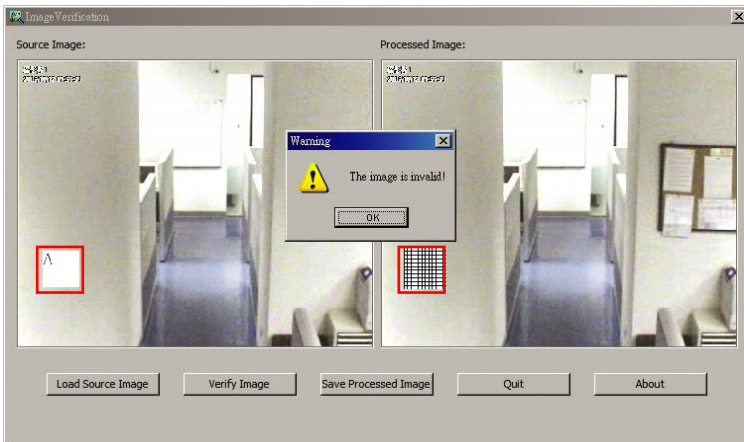 ImageVerification
Source Image:
Processed Image:
Warning
The image is invalid!
OK
Load Source Image
Verify Image
Save Processed Image
Quit
About